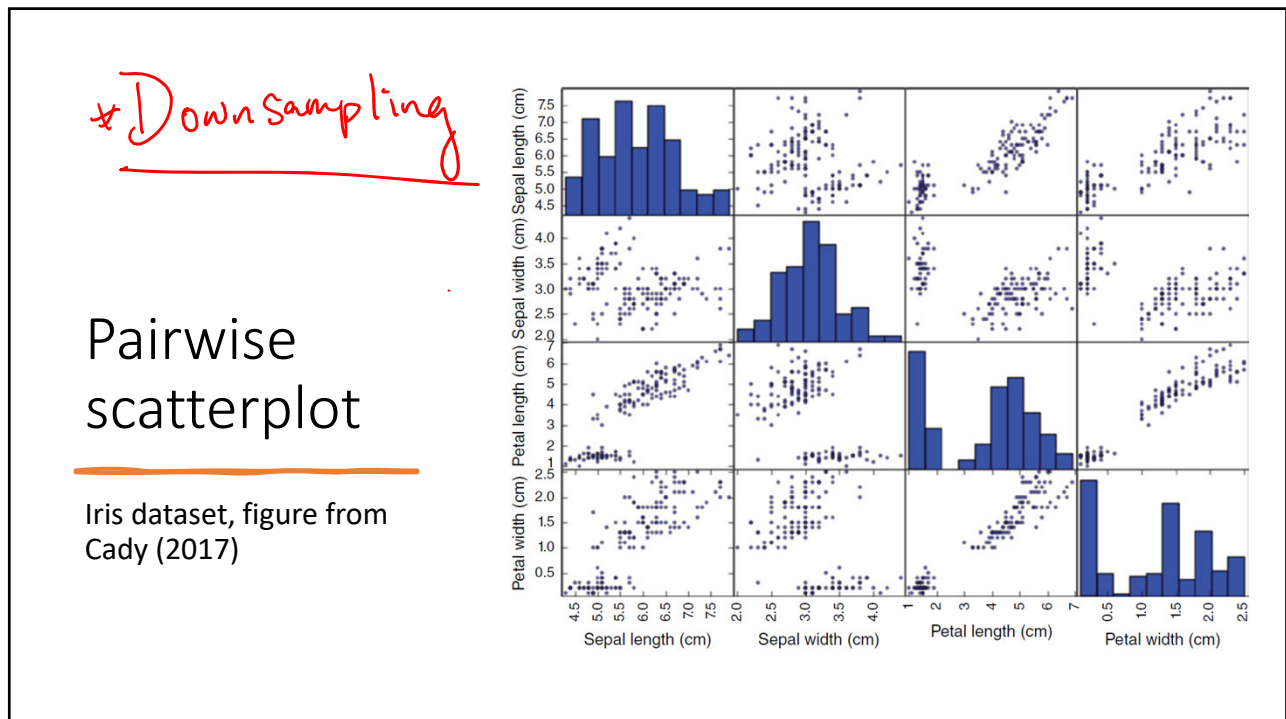 *Downsampling
Pairwise
scatterplot
Iris dataset, figure from
Cady (2017)
Sepal length (cm)
7.5
7.0
6.5
6.0
5.5
5.0
4.5
Sepal width (cm)
4.0
3.5
3.0
2.5
2.0
Petal length (cm)
7
6
5
4
3
2
1
Petal width (cm)
2.5
2.0
1.5
1.0
0.5
4.5 5.0 5.5 6.0 6.5 7.0 7.5
2.0 2.5 3.0 3.5 4.0
1 2 3 4 5 6 7
0.5 1.0 1.5 2.0 2.5
Sepal length (cm)
Sepal width (cm)
Petal length (cm)
Petal width (cm)